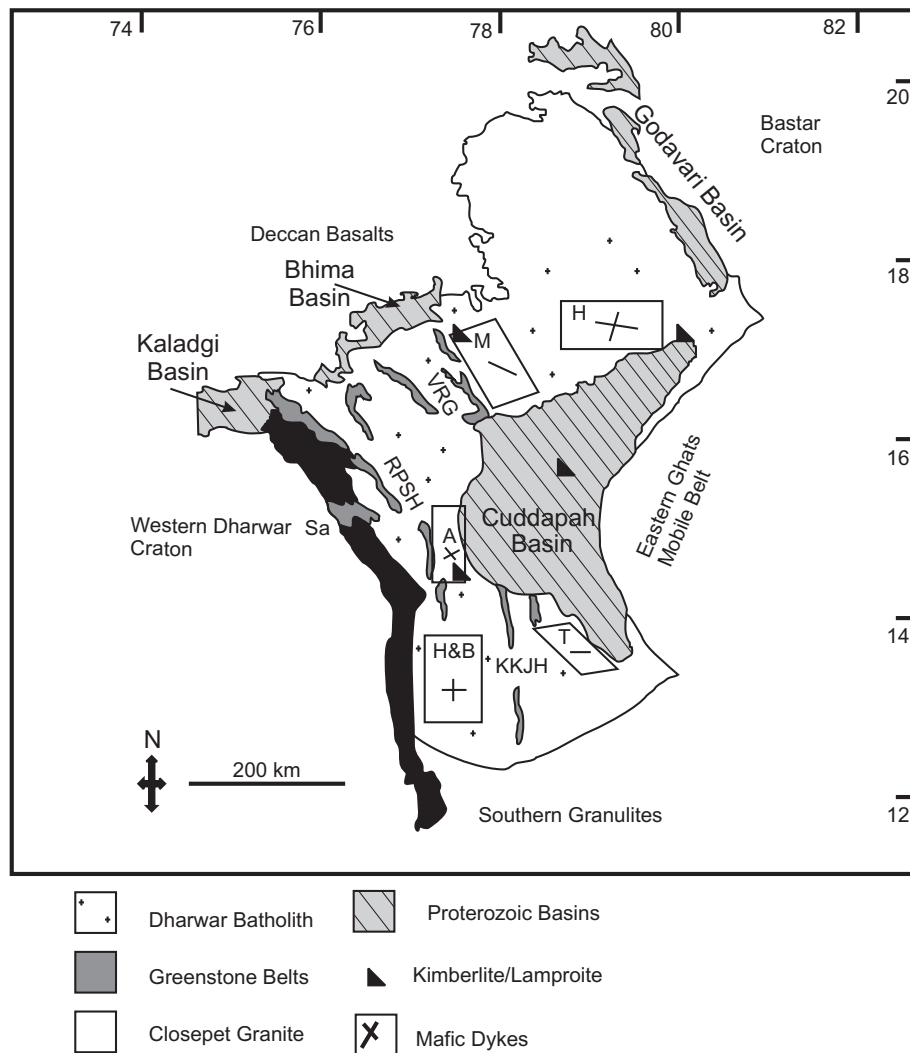 74
76
78
80
82
20
Godavari Basin
Bastar
Craton
Deccan Basalts
18
Bhima
Basin
H
M
Kaladgi
Basin
VRG
16
RPSH
Eastern Ghats
Mobile Belt
Western Dharwar
Craton
Sa
Cuddapah
Basin
A
14
T
H&B
KKJH
N
200 km
Southern Granulites
12
Dharwar Batholith
Proterozoic Basins
Greenstone Belts
Kimberlite/Lamproite
Closepet Granite
Mafic Dykes